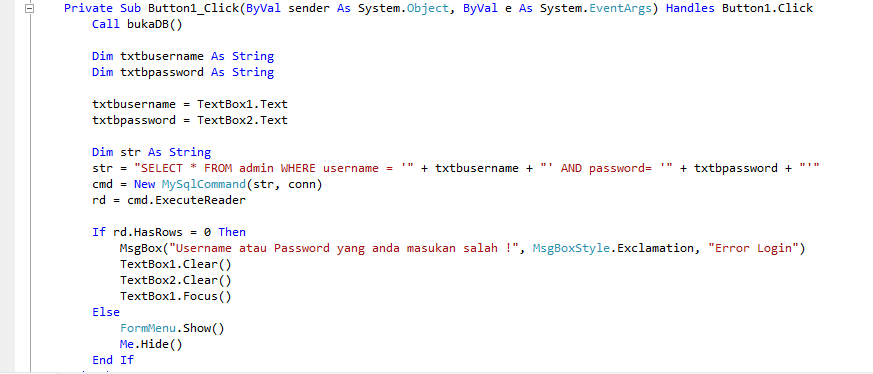 Private Sub Button1_Click(ByVal sender As System.Object, ByVal e As System.EventArgs) Handles Button1.Click
Call bukaDB()
Dim txtbusername As String
Dim txtbpassword As String
txtbusername = TextBox1.Text
txtbpassword = TextBox2.Text
Dim str As String
str = "SELECT * FROM admin WHERE username = '" + txtbusername + "' AND password= '" + txtbpassword + "'"
cmd = New MySqlCommand(str, conn)
rd = cmd.ExecuteReader
If rd.HasRows = 0 Then
MsgBox("Username atau Password yang anda masukan salah !", MsgBoxStyle.Exclamation, "Error Login")
TextBox1.Clear()
TextBox2.Clear()
TextBox1.Focus()
Else
FormMenu.Show()
Me.Hide()
End If